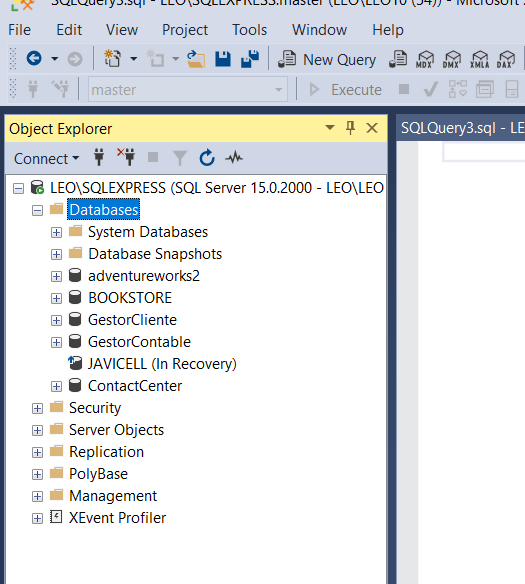 SQLQuery3.sql - LEO\SQLEXPRESS.master (LEO\LEO10 (54)) - Microsoft
File Edit View Project Tools Window Help
New Query MDX DMX XMLA DAX
master Execute
Object Explorer
SQLQuery3.sql - LE
Connect
LEO\SQLEXPRESS (SQL Server 15.0.2000 - LEO\LEO
Databases
System Databases
Database Snapshots
adventureworks2
BOOKSTORE
GestorCliente
GestorContable
JAVICELL (In Recovery)
ContactCenter
Security
Server Objects
Replication
PolyBase
Management
XEvent Profiler